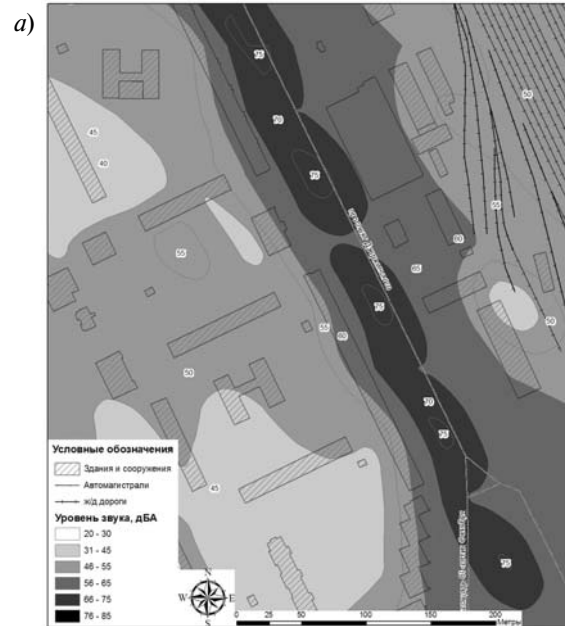 а)
75
50
45
70
40
75
55
60
55
65
75
55
60
50
50
70
75
45
75
Условные обозначения
Здания и сооружения
Автомагистрали
ж/д дороги
Уровень звука, дБА
20 - 30
31 - 45
46 - 55
56 - 65
66 - 75
76 - 85
N
W E
S
0 50 100 150 200
Метры